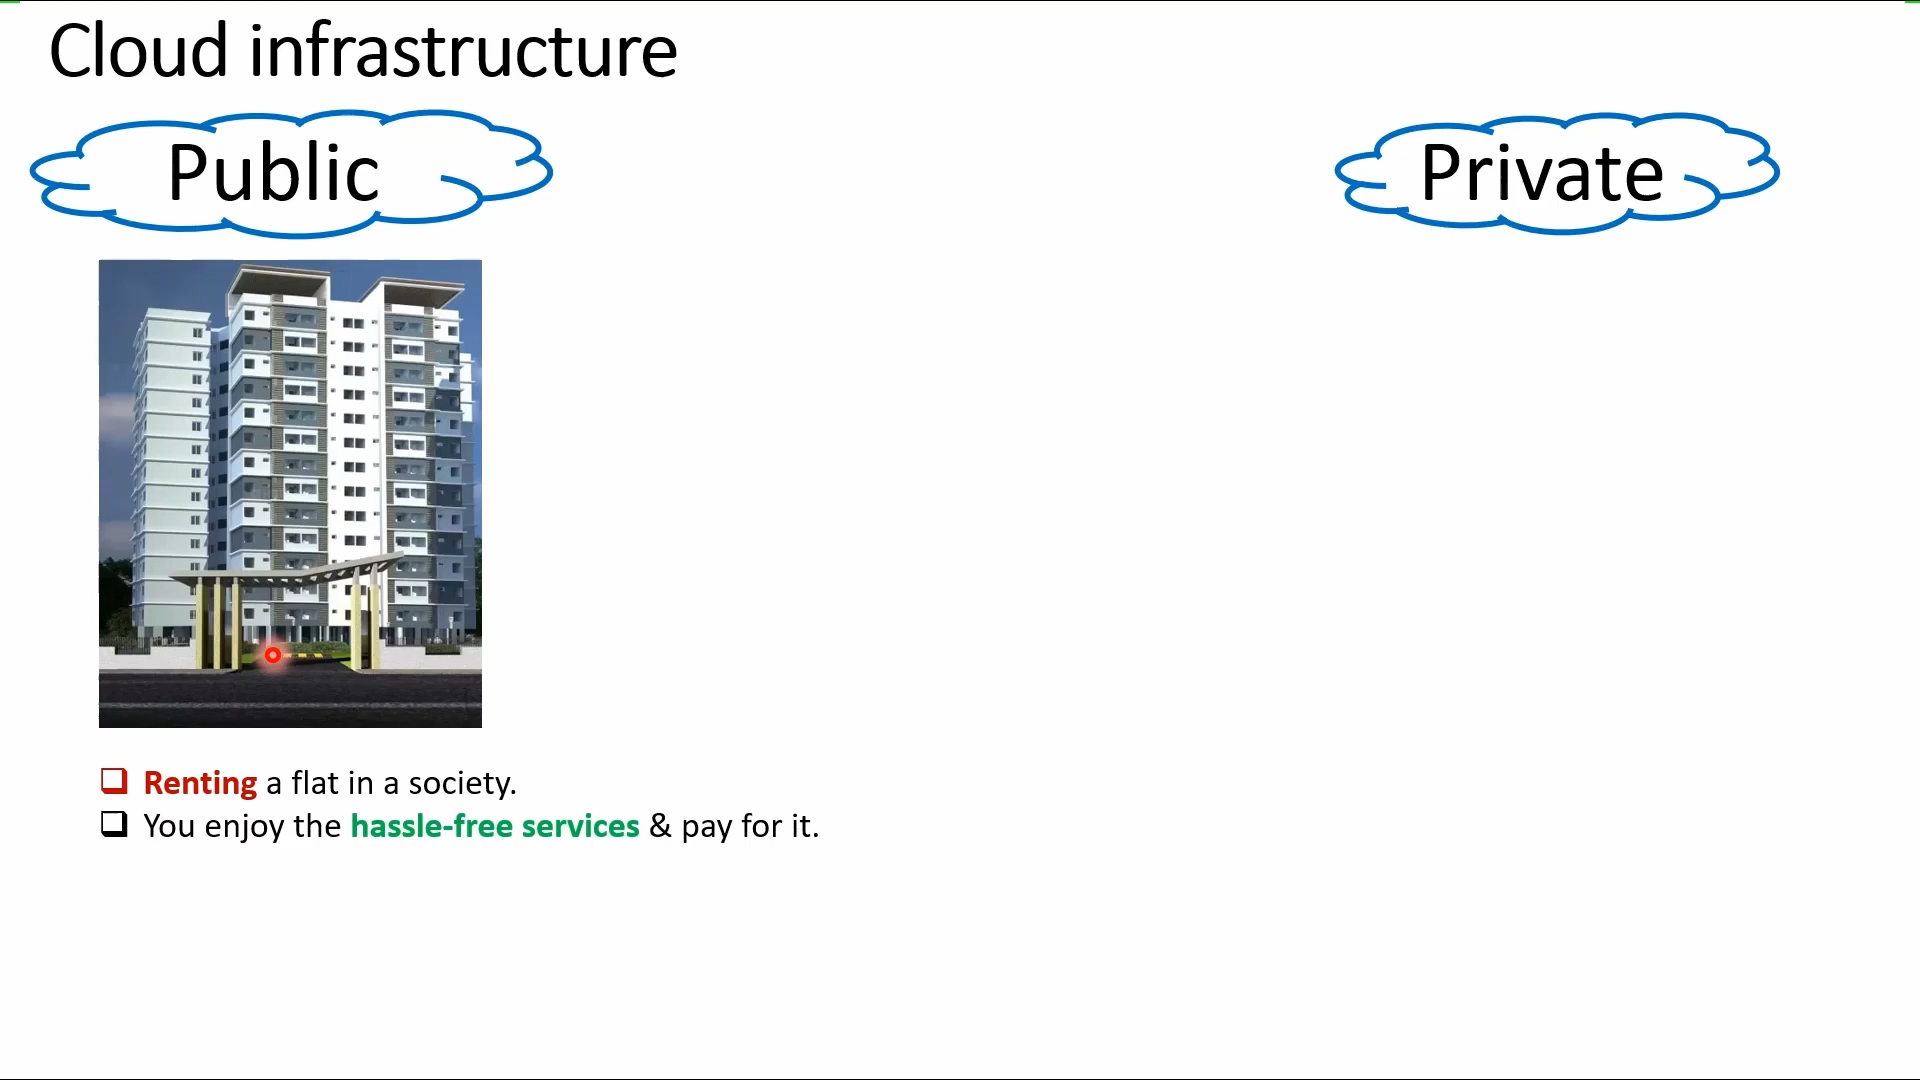 Cloud infrastructure
Public
Private
Renting a flat in a society.
You enjoy the hassle-free services & pay for it.